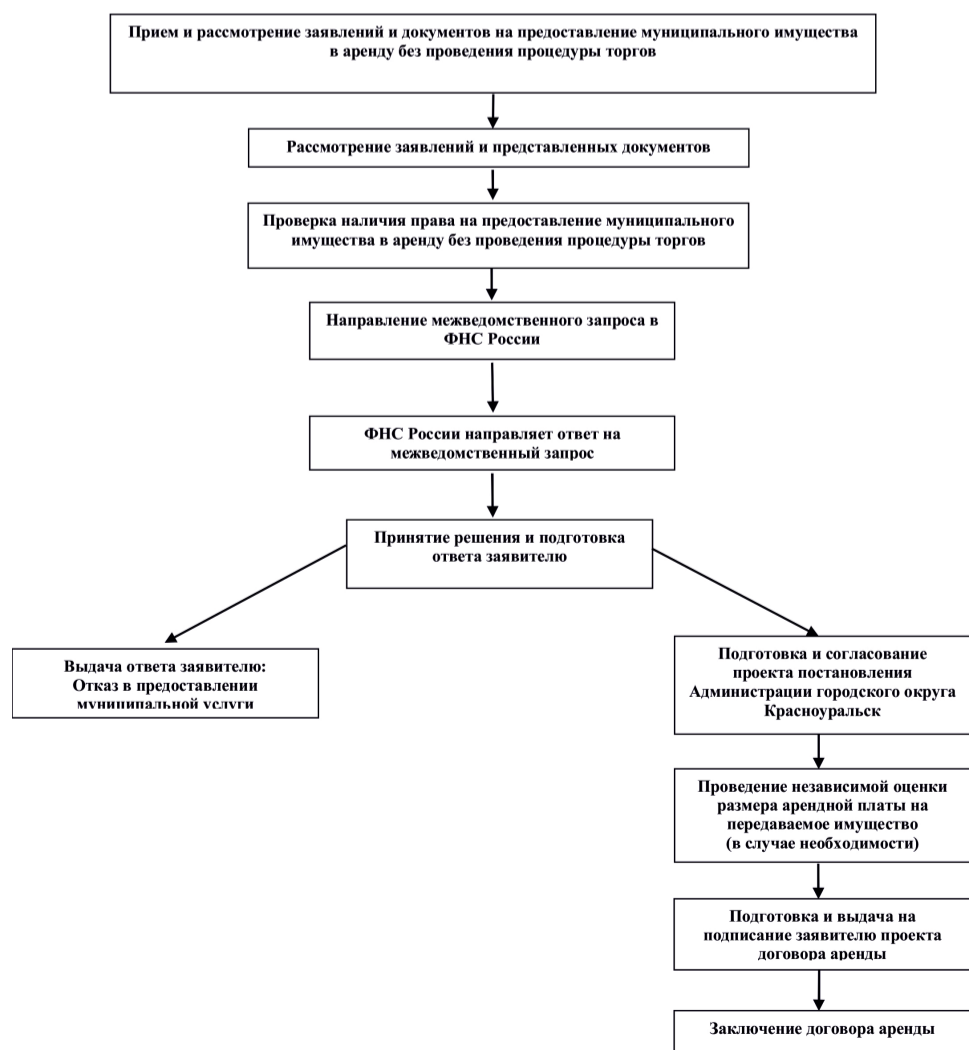 Прием и рассмотрение заявлений и документов на предоставление муниципального имущества
в аренду без проведения процедуры торгов
Рассмотрение заявлений и представленных документов
Проверка наличия права на предоставление муниципального
имущества в аренду без проведения процедуры торгов
Направление межведомственного запроса в
ФНС России
ФНС России направляет ответ на
межведомственный запрос
Принятие решения и подготовка
ответа заявителю
Выдача ответа заявителю:
Отказ в предоставлении
муниципальной услуги
Подготовка и согласование
проекта постановления
Администрации городского округа
Красноуральск
Проведение независимой оценки
размера арендной платы на
передаваемое имущество
(в случае необходимости)
Подготовка и выдача на
подписание заявителю проекта
договора аренды
Заключение договора аренды